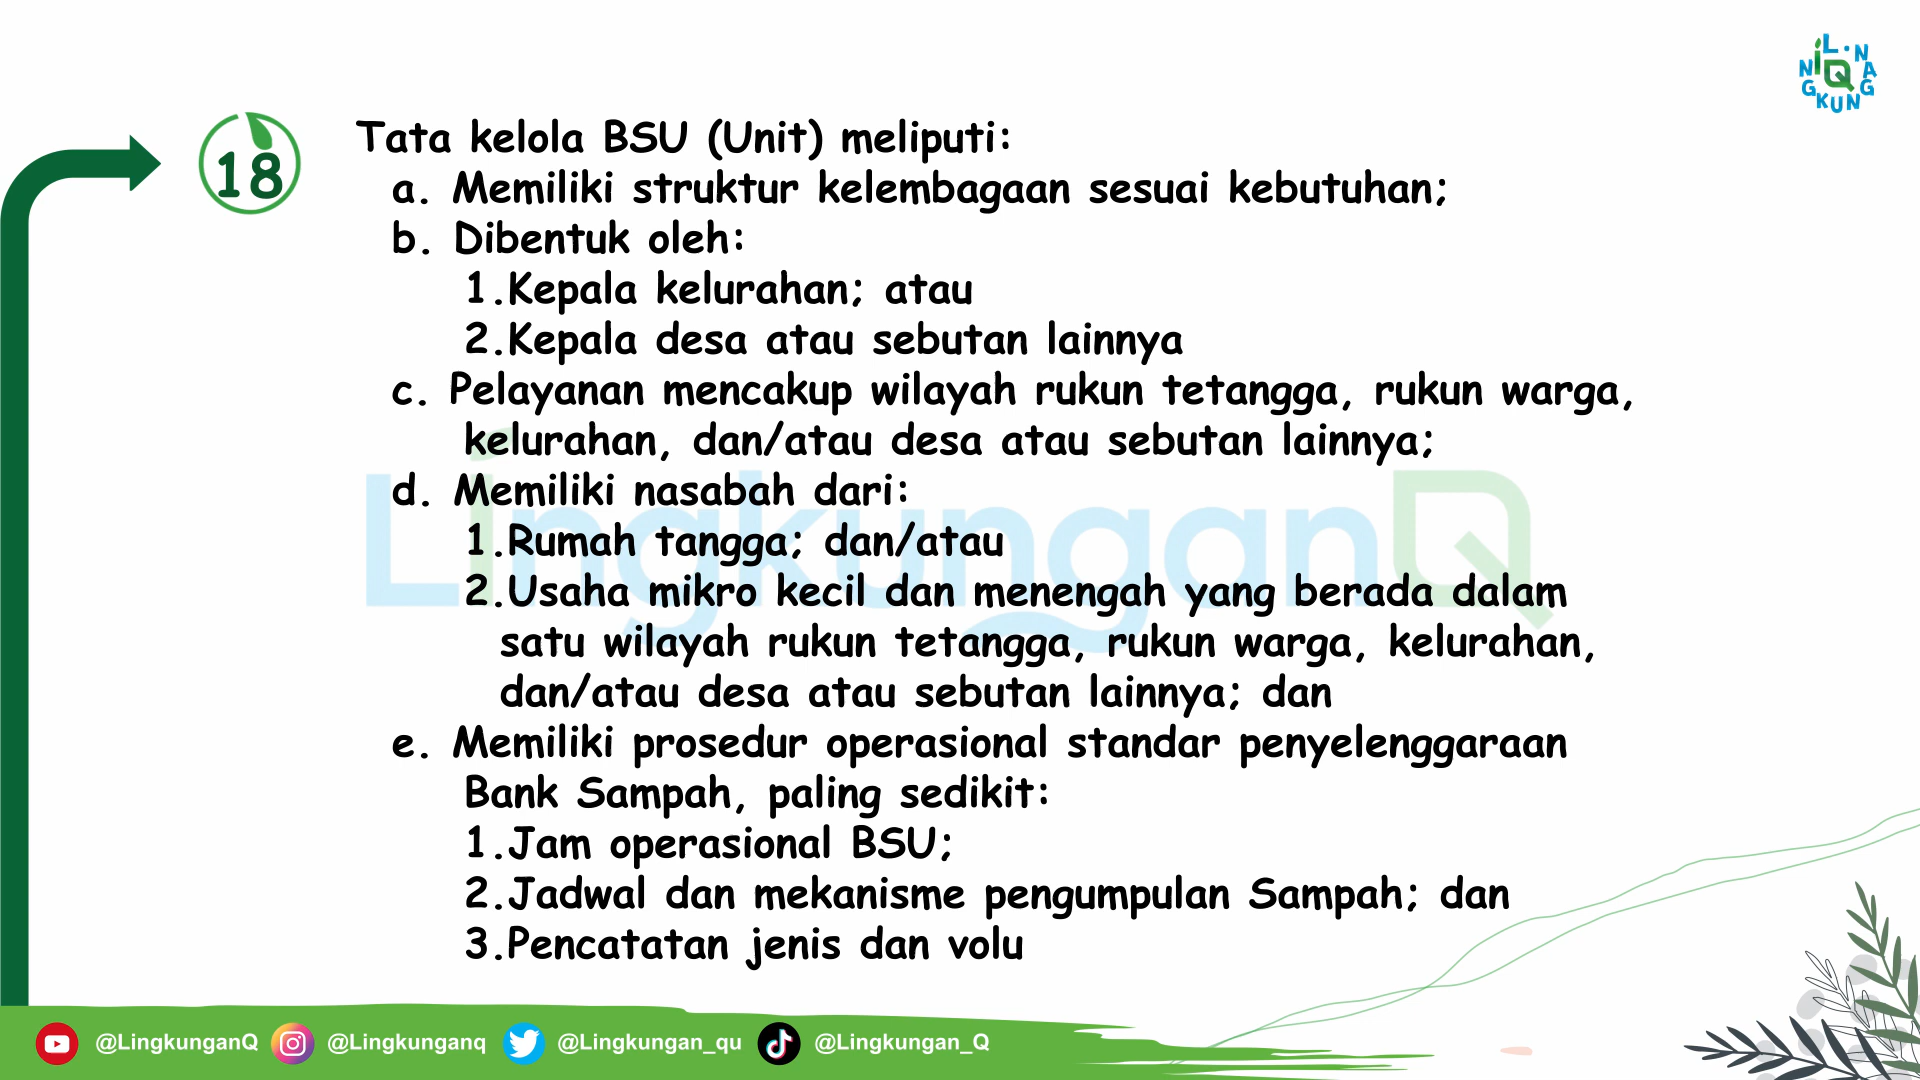 18
Tata kelola BSU (Unit) meliputi:
a. Memiliki struktur kelembagaan sesuai kebutuhan;
b. Dibentuk oleh:
1.Kepala kelurahan; atau
2.Kepala desa atau sebutan lainnya
c. Pelayanan mencakup wilayah rukun tetangga, rukun warga,
kelurahan, dan/atau desa atau sebutan lainnya;
d. Memiliki nasabah dari:
1.Rumah tangga; dan/atau
2.Usaha mikro kecil dan menengah yang berada dalam
satu wilayah rukun tetangga, rukun warga, kelurahan,
dan/atau desa atau sebutan lainnya; dan
e. Memiliki prosedur operasional standar penyelenggaraan
Bank Sampah, paling sedikit:
1.Jam operasional BSU;
2.Jadwal dan mekanisme pengumpulan Sampah; dan
3.Pencatatan jenis dan volu
LingkunganQ
LINGKUNGAN Q
@LingkunganQ @Lingkunganq @Lingkungan_qu @Lingkungan_Q